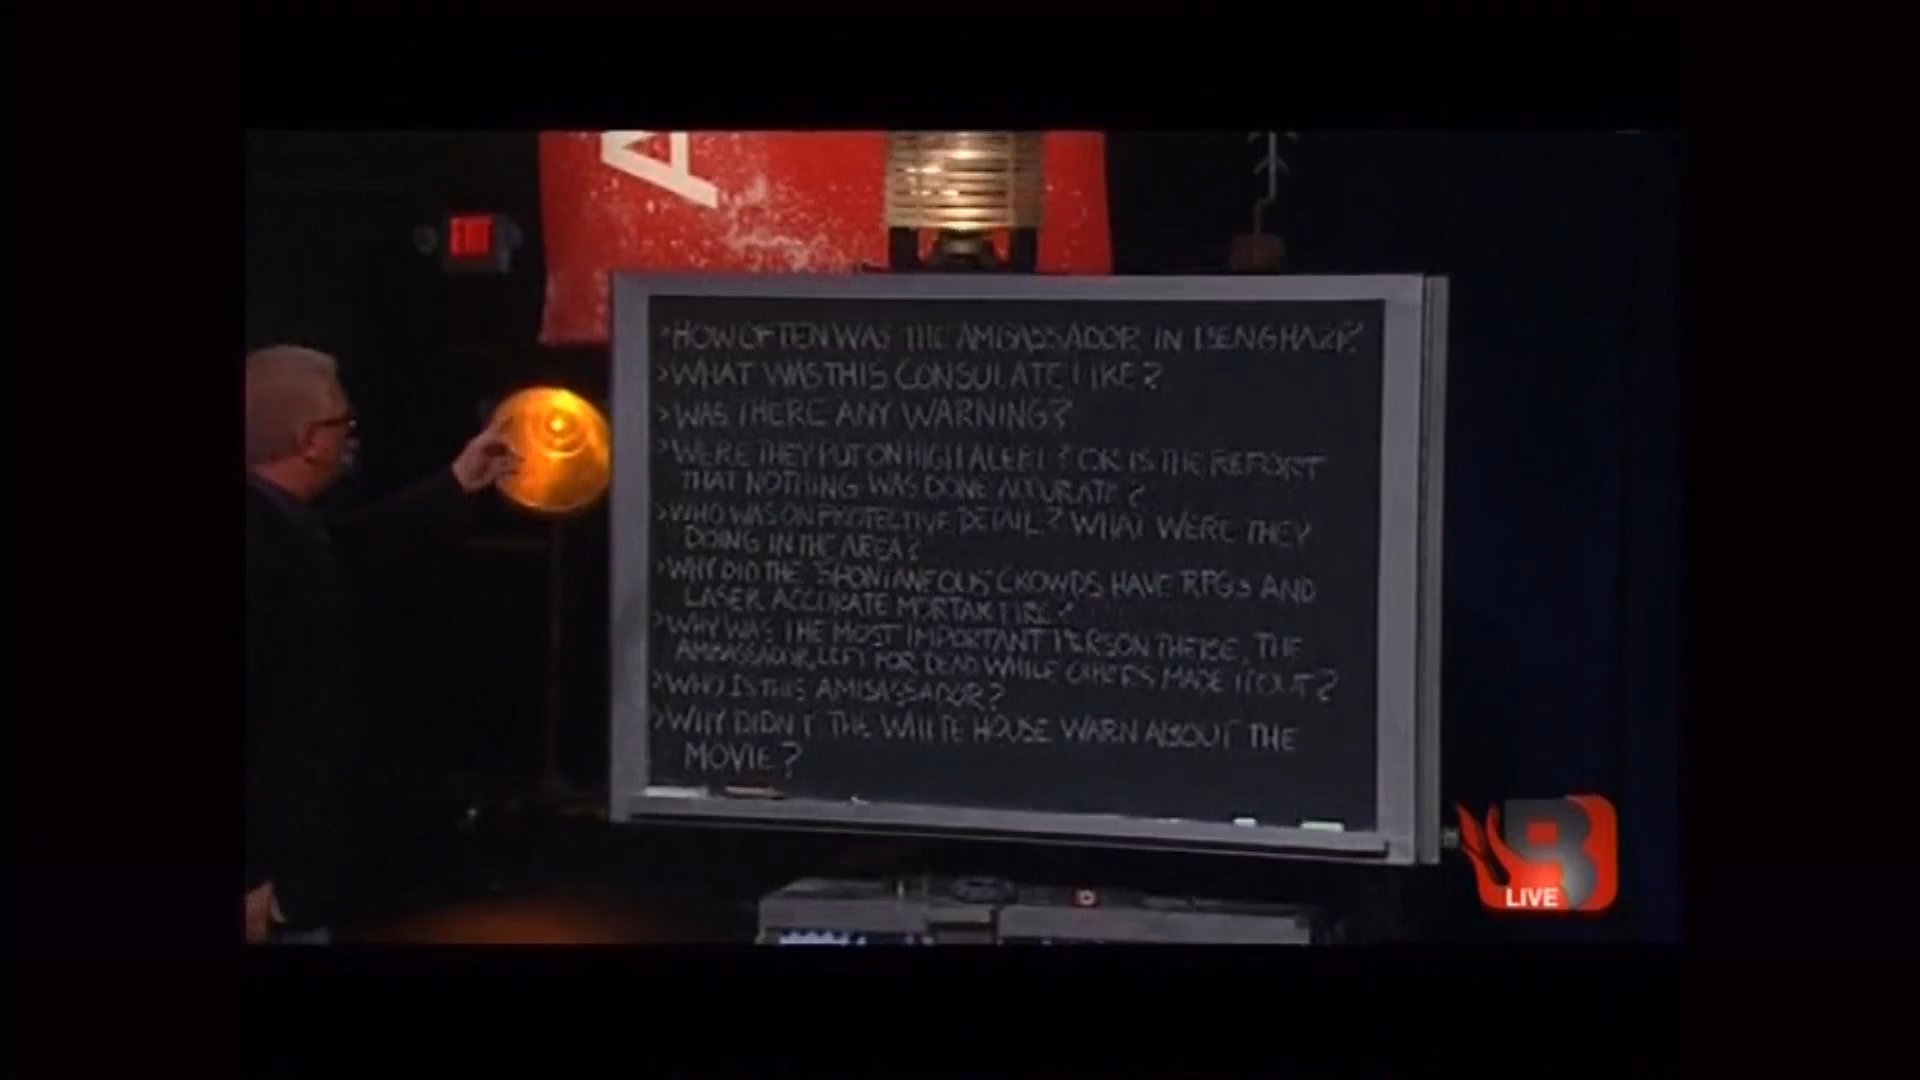 A
>HOW OFTEN WAS THE AMBASSADOR IN BENGHAZI?
>WHAT WAS THIS CONSULATE LIKE?
>WAS THERE ANY WARNING?
>WERE THEY PUT ON HIGH ALERT? OR IS THE REPORT
THAT NOTHING WAS DONE ACCURATE?
>WHO WAS ON PROTECTIVE DETAIL? WHAT WERE THEY
DOING IN THE AREA?
>WHY DID THE SPONTANEOUS CROWDS HAVE RPGS AND
LASER ACCURATE MORTAR FIRE?
>WHY WAS THE MOST IMPORTANT PERSON THERE, THE
AMBASSADOR, LEFT FOR DEAD WHILE OTHERS MADE IT OUT?
>WHO IS THIS AMBASSADOR?
>WHY DIDN'T THE WHITE HOUSE WARN ABOUT THE
MOVIE?
B
LIVE